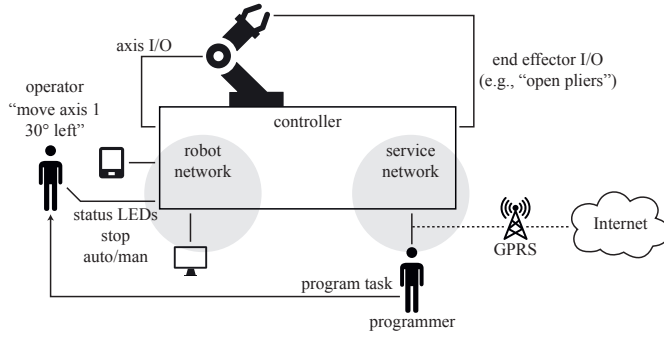 axis I/O
end effector I/O
(e.g., “open pliers”)
operator
“move axis 1
30° left”
controller
robot
network
service
network
status LEDs
stop
auto/man
GPRS
Internet
program task
programmer